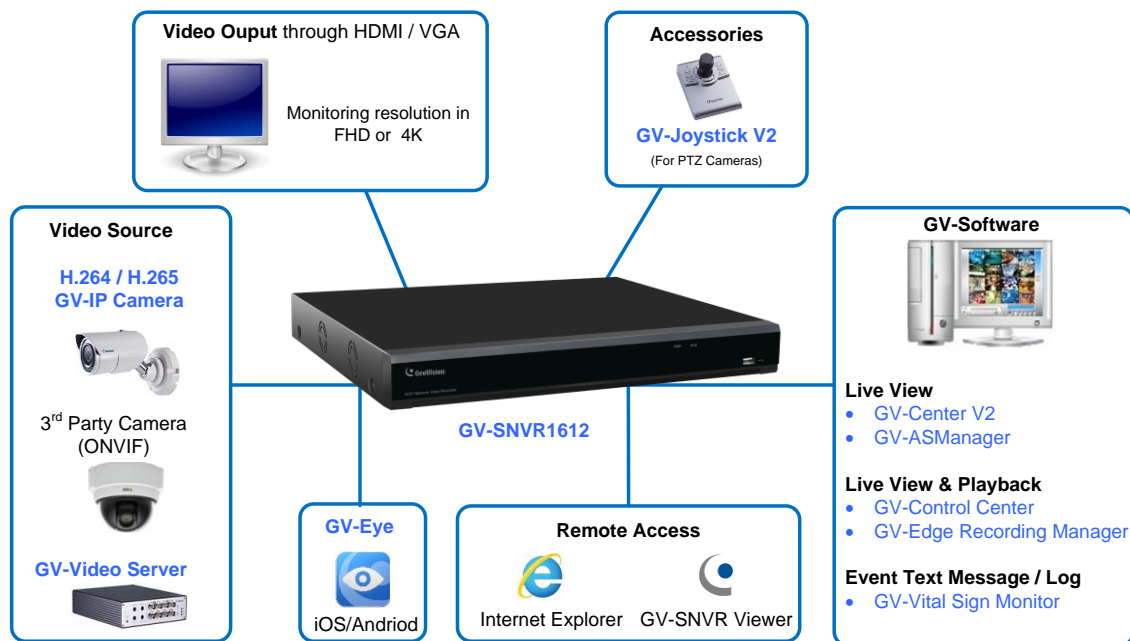 Video Ouput through HDMI / VGA
Monitoring resolution in
FHD or 4K
Accessories
GV-Joystick V2
(For PTZ Cameras)
Video Source
H.264 / H.265
GV-IP Camera
3rd Party Camera
(ONVIF)
GV-Video Server
GeoVision
GV-SNVR1612
GV-Eye
iOS/Andriod
Remote Access
Internet Explorer
GV-SNVR Viewer
GV-Software
Live View
• GV-Center V2
• GV-ASManager
Live View & Playback
• GV-Control Center
• GV-Edge Recording Manager
Event Text Message / Log
• GV-Vital Sign Monitor